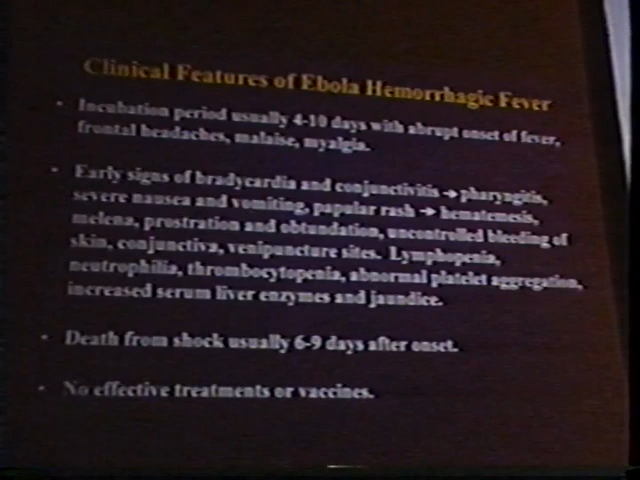 Clinical Features of Ebola Hemorrhagic Fever
• Incubation period usually 4-10 days with abrupt onset of fever,
frontal headaches, malaise, myalgia.
• Early signs of bradycardia and conjunctivitis → pharyngitis,
severe nausea and vomiting, papular rash → hematemesis,
melena, prostration and obtundation, uncontrolled bleeding of
skin, conjunctiva, venipuncture sites. Lymphopenia,
neutrophilia, thrombocytopenia, abnormal platelet aggregation,
increased serum liver enzymes and jaundice.
• Death from shock usually 6-9 days after onset.
• No effective treatments or vaccines.